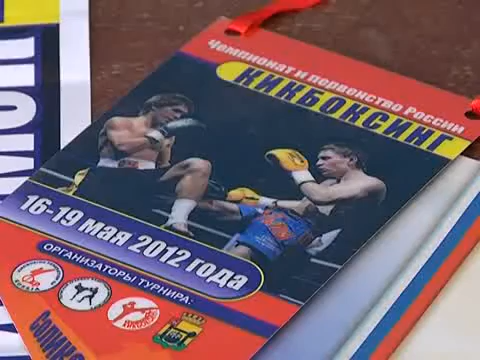 Чемпионат и первенство России
КИКБОКСИНГ
16-19 мая 2012 года
ОРГАНИЗАТОРЫ ТУРНИРА: